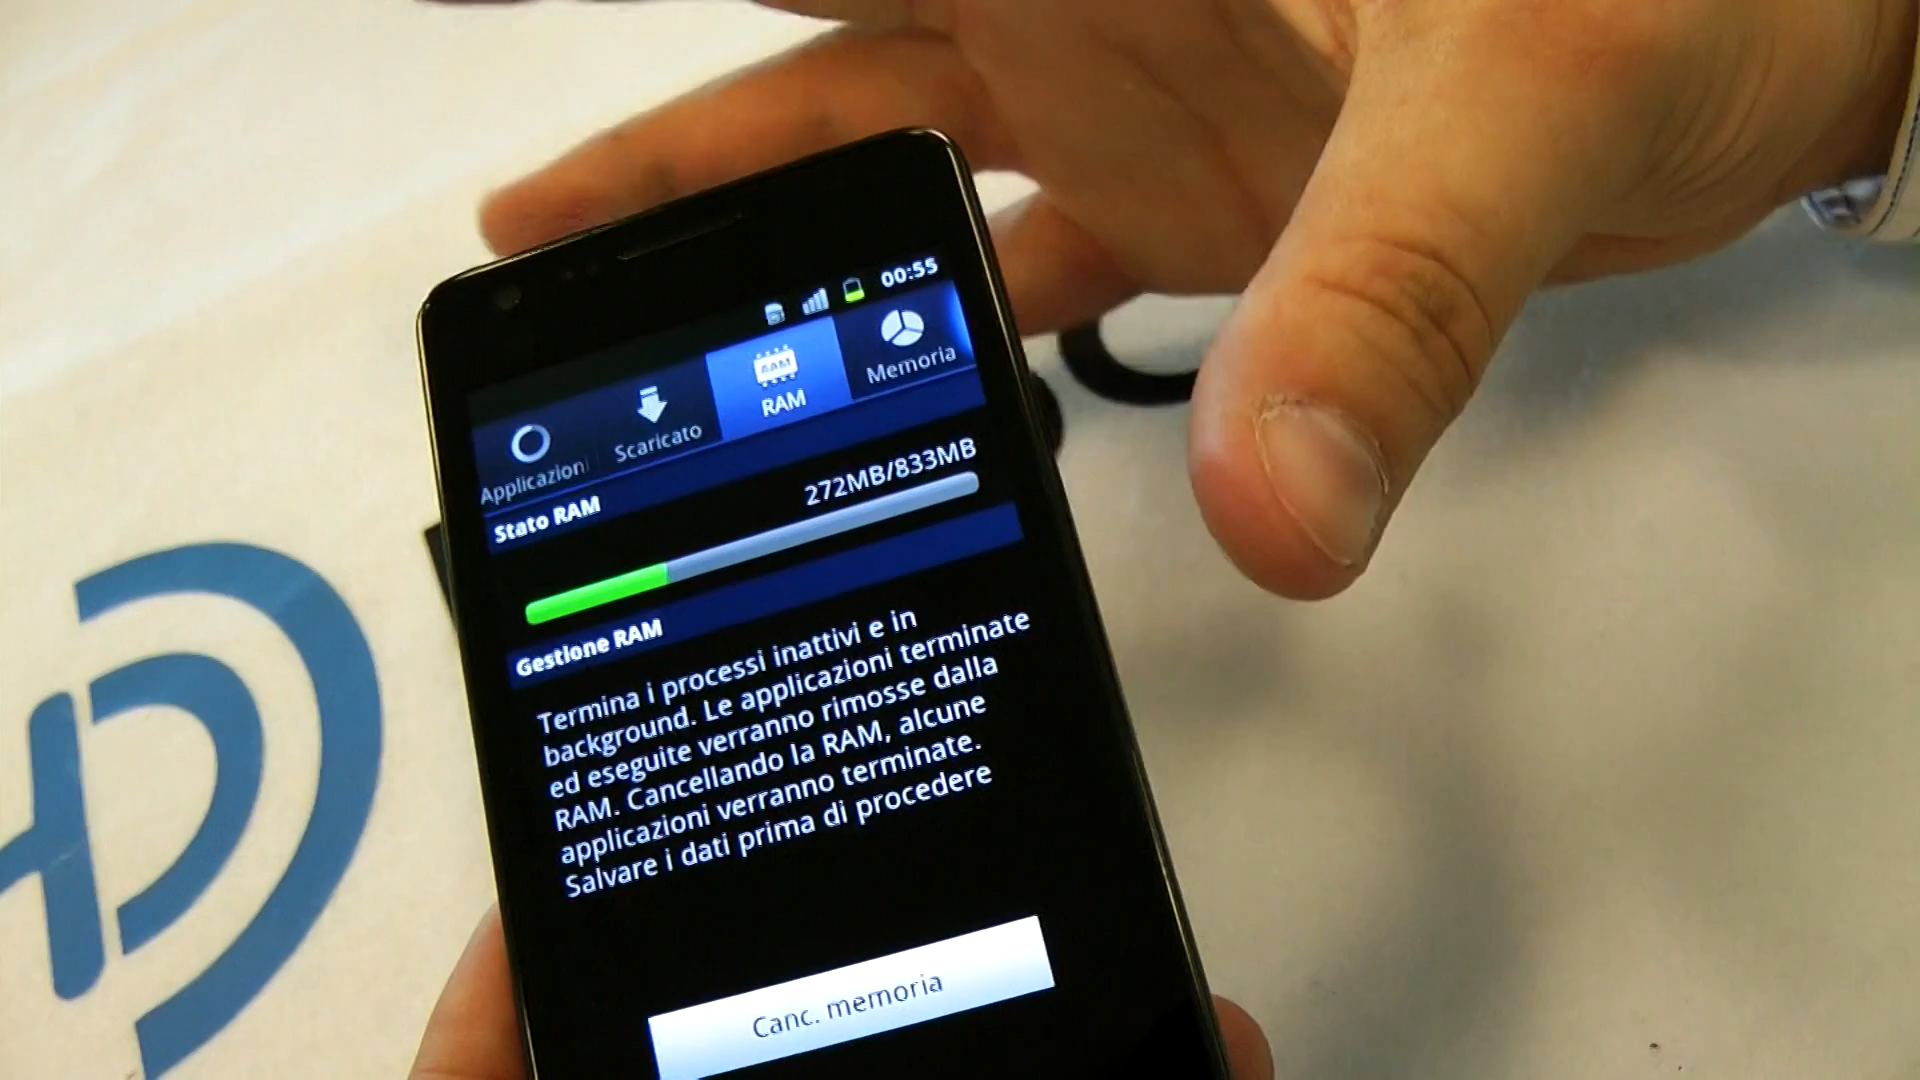 00:55
Applicazioni
Scaricato
RAM
RAM
Memoria
Stato RAM
272MB/833MB
Gestione RAM
Termina i processi inattivi e in
background. Le applicazioni terminate
ed eseguite verranno rimosse dalla
RAM. Cancellando la RAM, alcune
applicazioni verranno terminate.
Salvare i dati prima di procedere
Canc. memoria
HD